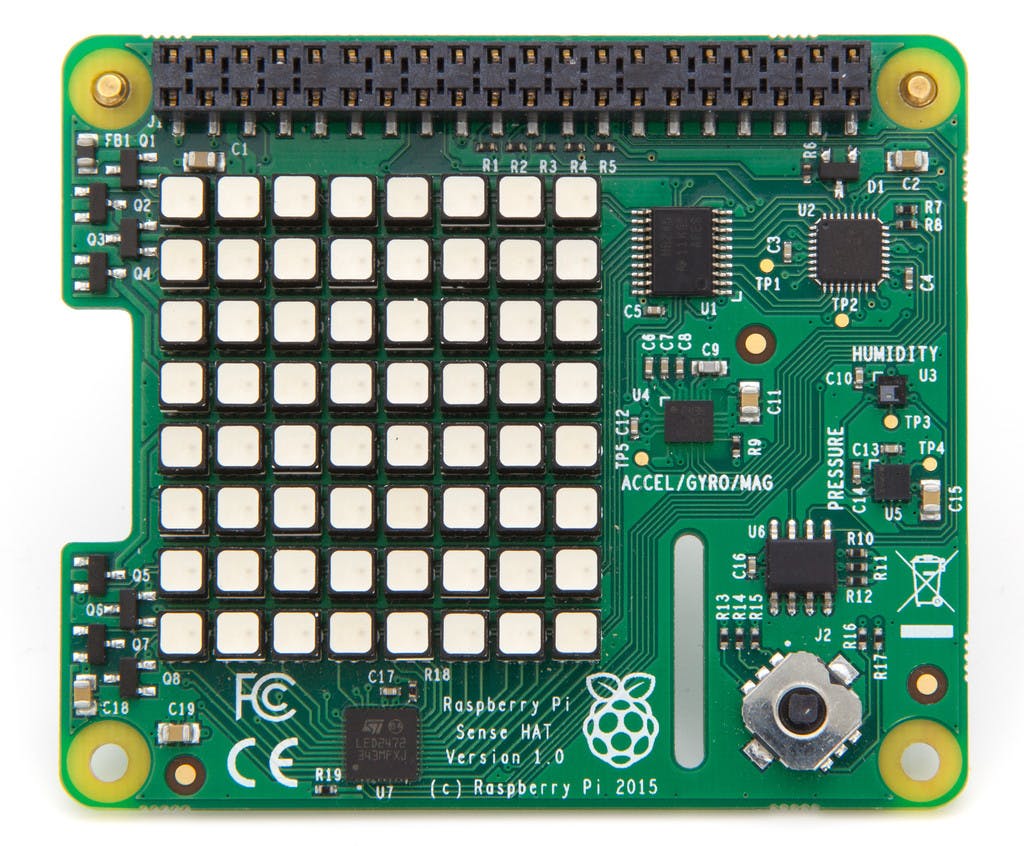 J1
FB1 Q1
C1
R1 R2 R3 R4 R5
R6
D1
C2
Q2
U2
R7
R8
Q3
C3
Q4
TP1
C4
C5
U1
TP2
C6
C7
C8
C9
HUMIDITY
C10
U3
U4
C11
C12
TP3
R9
TP5
PRESSURE
C13
TP4
ACCEL/GYRO/MAG
C14
U5
C15
U6
R10
R11
R12
C16
Q5
Q6
R13
R14
R15
J2
R16
R17
Q7
Q8
C17
R18
FC
C18
C19
Raspberry Pi
Sense HAT
Version 1.0
(c) Raspberry Pi 2015
CE
ST
LED2472
343MPXJ
R19
U7